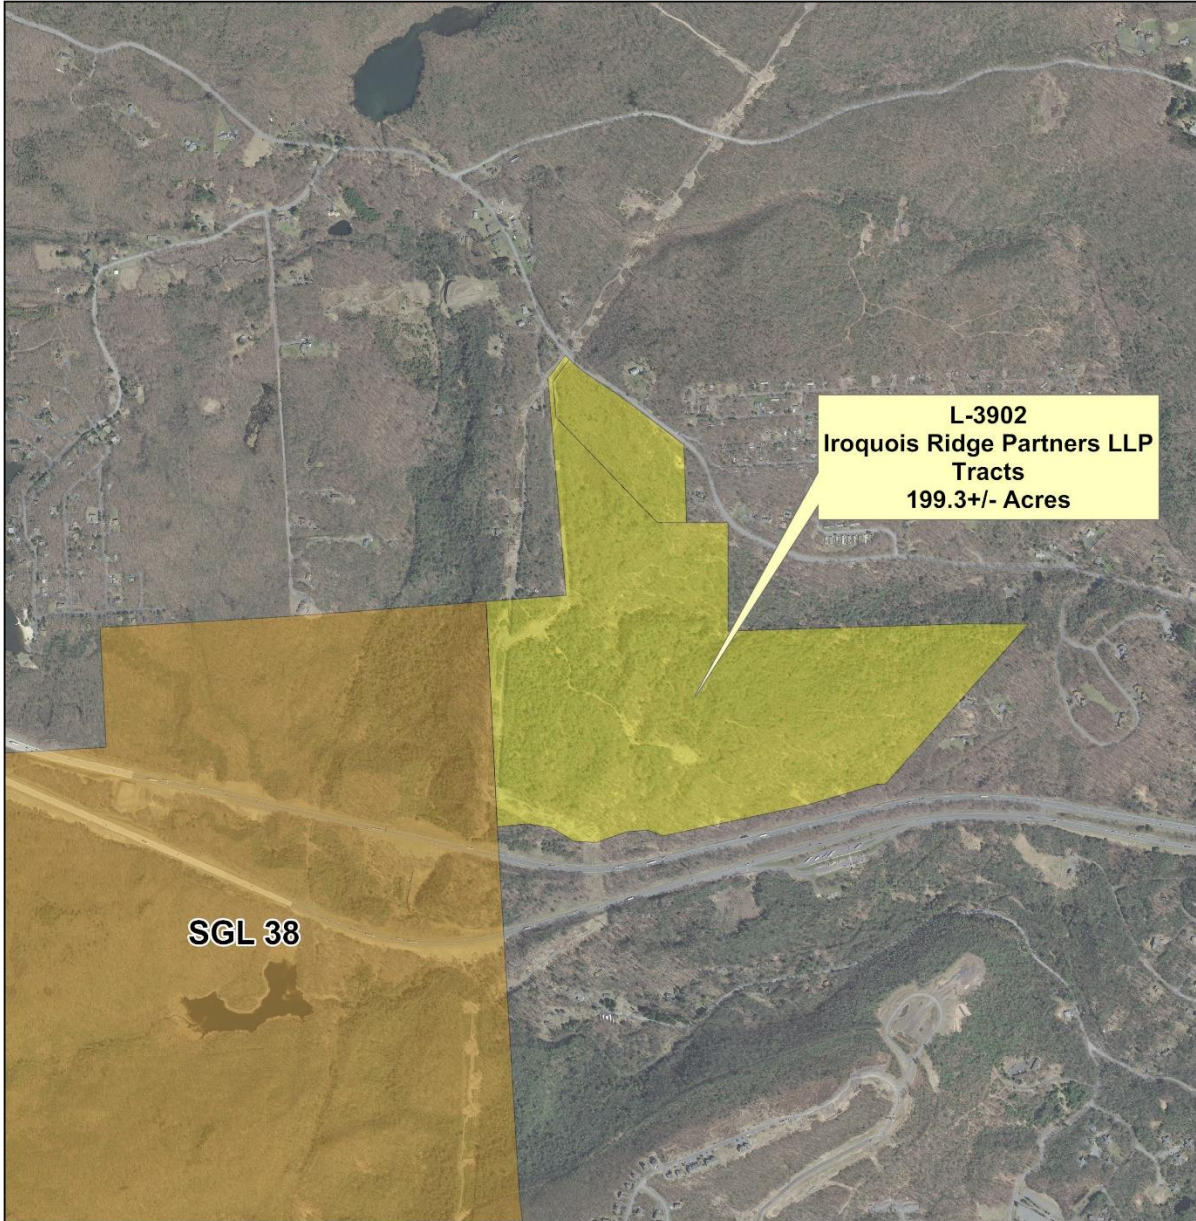 L-3902
Iroquois Ridge Partners LLP
Tracts
199.3+/- Acres
SGL 38